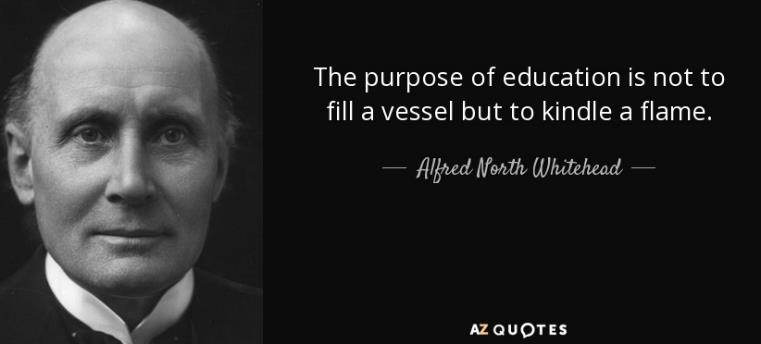 The purpose of education is not to
fill a vessel but to kindle a flame.
Alfred North Whitehead
AZ QUOTES